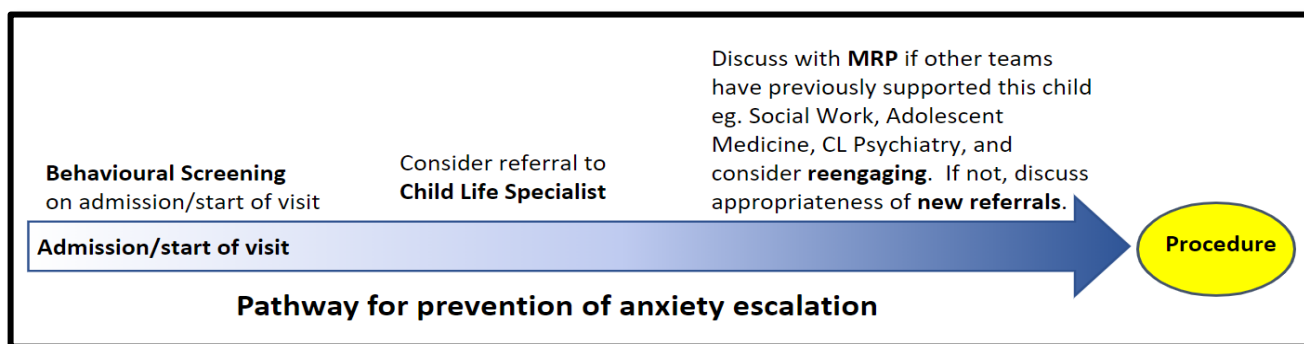 Behavioural Screening
on admission/start of visit
Consider referral to
Child Life Specialist
Discuss with MRP if other teams
have previously supported this child
eg. Social Work, Adolescent
Medicine, CL Psychiatry, and
consider reengaging.  If not, discuss
appropriateness of new referrals.
Admission/start of visit
Procedure
Pathway for prevention of anxiety escalation